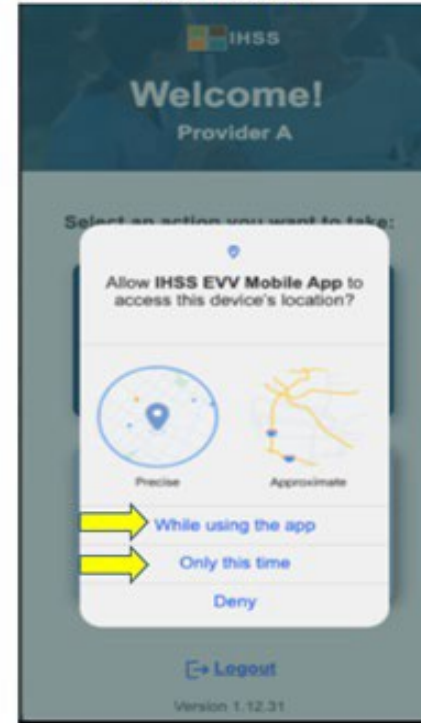 IHSS
Welcome!
Provider A
Select an action you want to take:
Allow IHSS EVV Mobile App to
access this device's location?
Precise
Approximate
While using the app
Only this time
Deny
Logout
Version 1.12.31